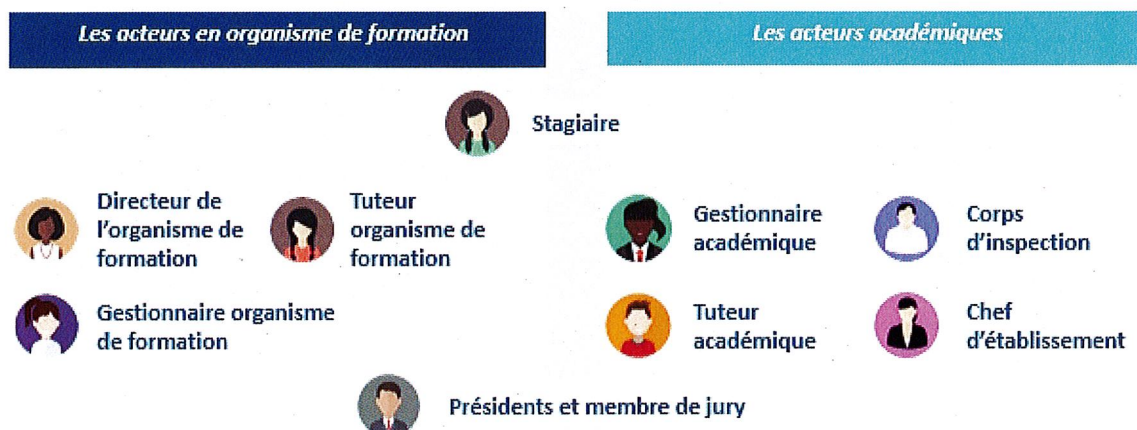 Les acteurs en organisme de formation
Les acteurs académiques
Stagiaire
Directeur de
l'organisme de
formation
Tuteur
organisme de
formation
Gestionnaire
académique
Corps
d'inspection
Gestionnaire organisme
de formation
Tuteur
académique
Chef
d'établissement
Présidents et membre de jury